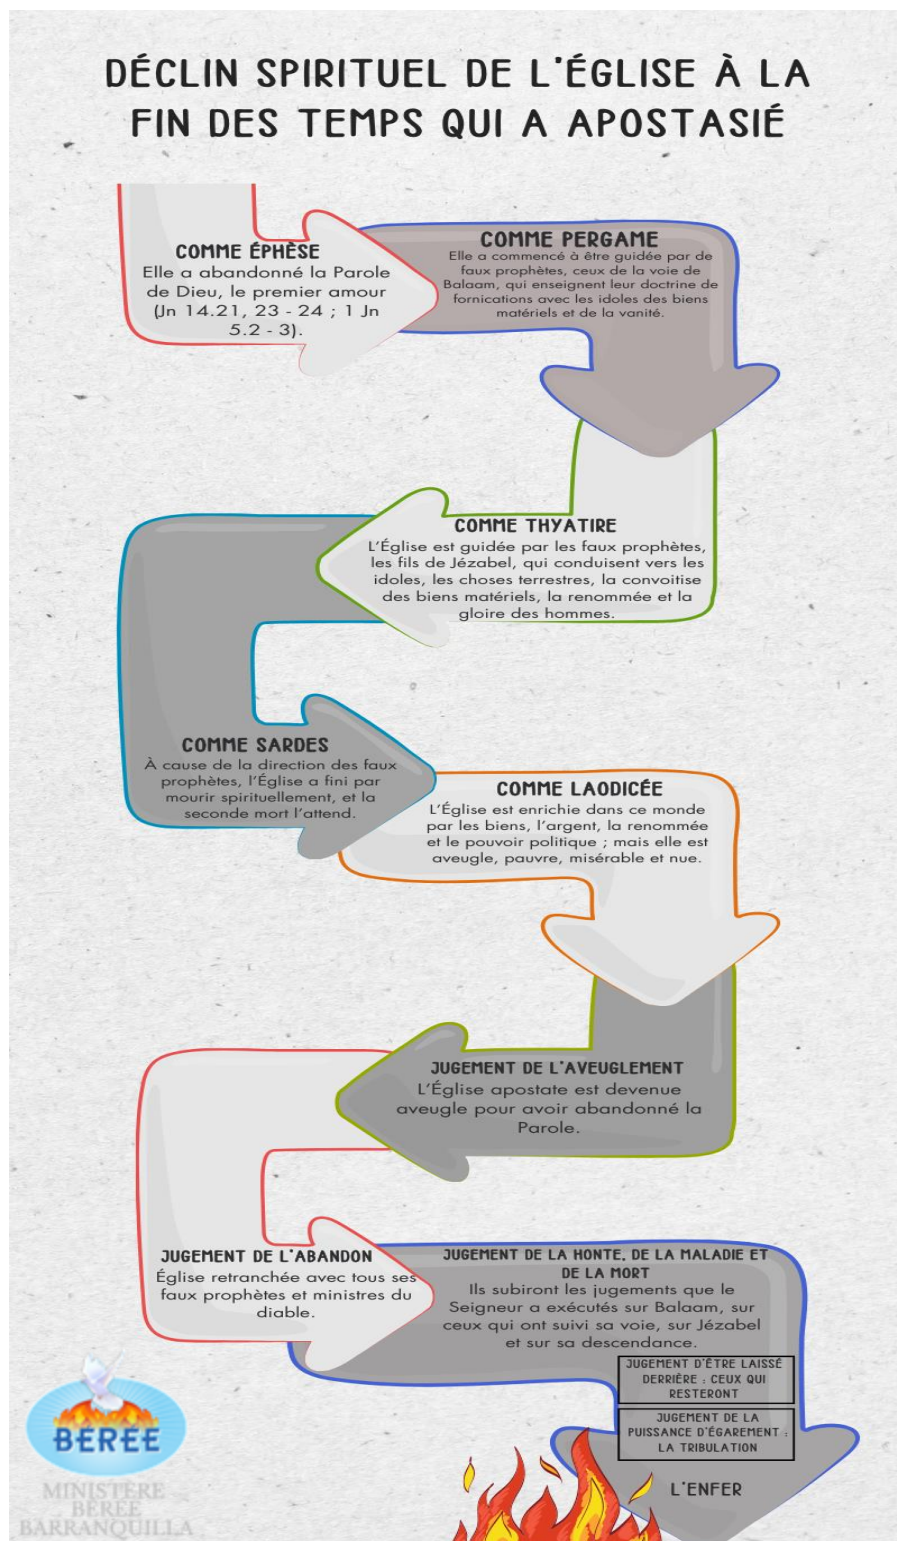 DÉCLIN SPIRITUEL DE L'ÉGLISE À LA
FIN DES TEMPS QUI A APOSTASIÉ
COMME ÉPHÈSE
Elle a abandonné la Parole
de Dieu, le premier amour
(Jn 14.21, 23 - 24 ; 1 Jn
5.2 - 3).
COMME PERGAME
Elle a commencé à être guidée par de
faux prophètes, ceux de la voie de
Balaam, qui enseignent leur doctrine de
fornications avec les idoles des biens
matériels et de la vanité.
COMME THYATIRE
L'Église est guidée par les faux prophètes,
les fils de Jézabel, qui conduisent vers les
idoles, les choses terrestres, la convoitise
des biens matériels, la renommée et la
gloire des hommes.
COMME SARDES
À cause de la direction des faux
prophètes, l'Église a fini par
mourir spirituellement, et la
seconde mort l'attend.
COMME LAODICÉE
L'Église est enrichie dans ce monde
par les biens, l'argent, la renommée
et le pouvoir politique ; mais elle est
aveugle, pauvre, misérable et nue.
JUGEMENT DE L'AVEUGLEMENT
L'Église apostate est devenue
aveugle pour avoir abandonné la
Parole.
JUGEMENT DE L'ABANDON
Église retranchée avec tous ses
faux prophètes et ministres du
diable.
JUGEMENT DE LA HONTE, DE LA MALADIE ET
DE LA MORT
Ils subiront les jugements que le
Seigneur a exécutés sur Balaam, sur
ceux qui ont suivi sa voie, sur Jézabel
et sur sa descendance.
JUGEMENT D'ÊTRE LAISSÉ
DERRIÈRE : CEUX QUI
RESTERONT
JUGEMENT DE LA
PUISSANCE D'ÉGAREMENT :
LA TRIBULATION
L'ENFER
BÉRÉE
MINISTÈRE
BÉRÉE
BARRANQUILLA